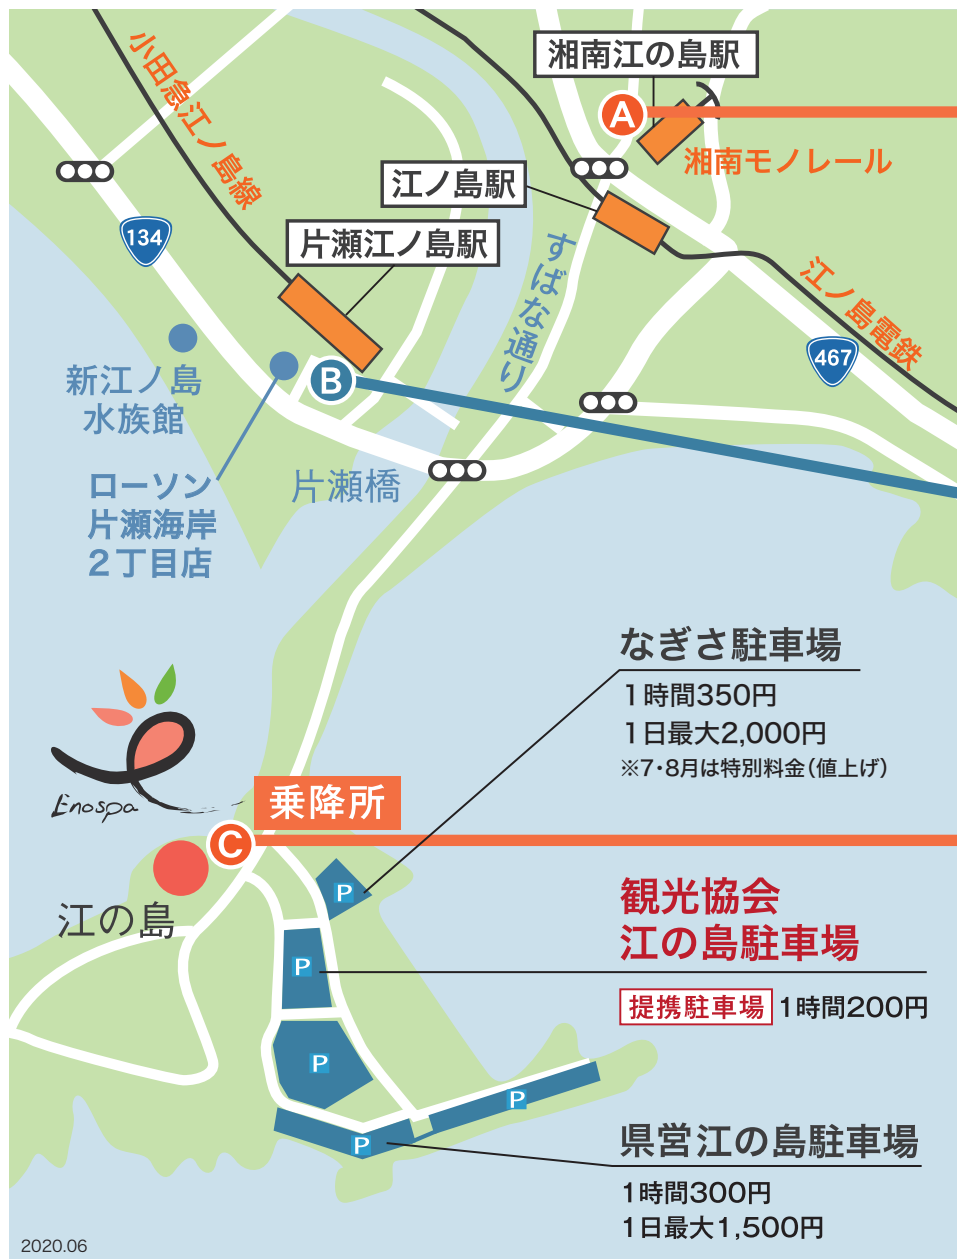 小田急江ノ島線
湘南江の島駅
A
湘南モノレール
江ノ島駅
134
片瀬江ノ島駅
すばな通り
江ノ島電鉄
467
新江ノ島
水族館
B
ローソン
片瀬海岸
2丁目店
片瀬橋
なぎさ駐車場
1時間350円
1日最大2,000円
※7・8月は特別料金(値上げ)
Enospa
乗降所
C
江の島
P
P
P
P
P
観光協会
江の島駐車場
提携駐車場 1時間200円
県営江の島駐車場
1時間300円
1日最大1,500円
2020.06